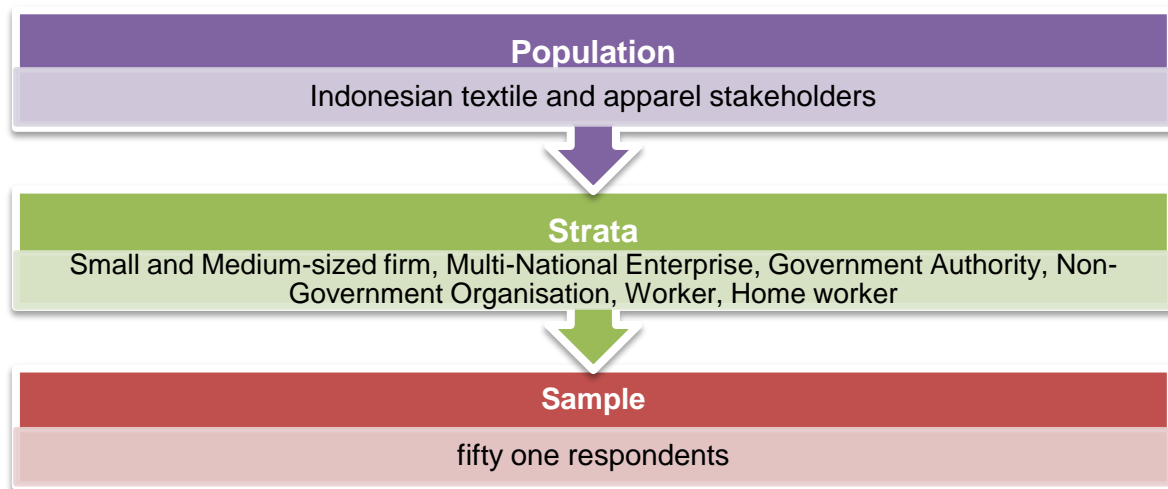 Population
Indonesian textile and apparel stakeholders
Strata
Small and Medium-sized firm, Multi-National Enterprise, Government Authority, Non-
Government Organisation, Worker, Home worker
Sample
fifty one respondents